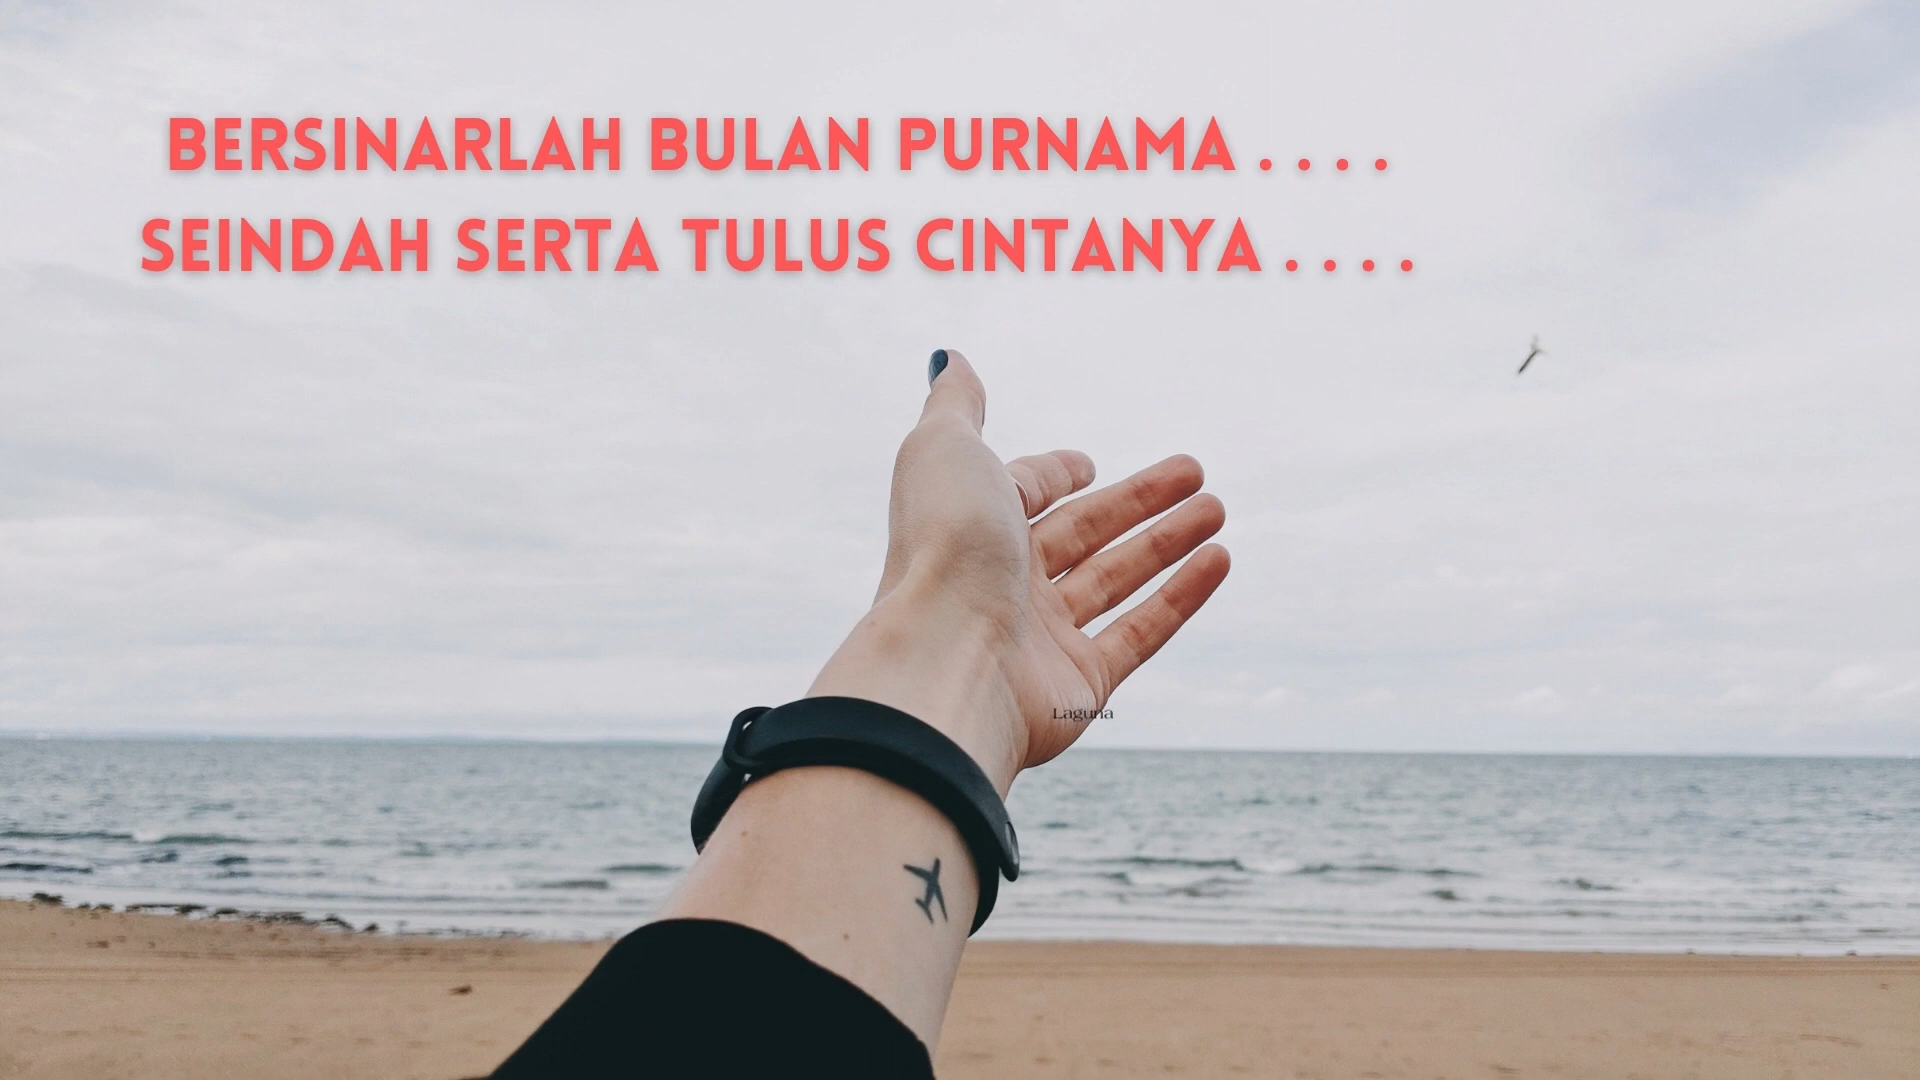 BERSINARLAH BULAN PURNAMA . . . .
SEINDAH SERTA TULUS CINTANYA . . . .
Laguna